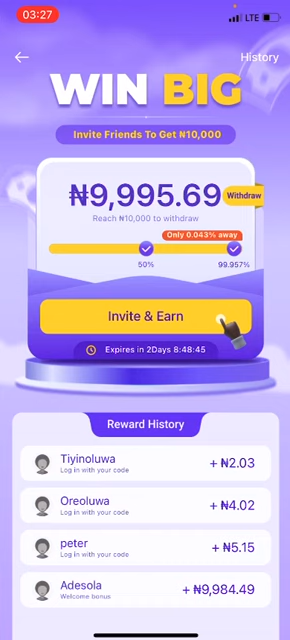 03:27
LTE
History
WIN BIG
Invite Friends To Get ₦10,000
₦9,995.69
Withdraw
Reach ₦10,000 to withdraw
Only 0.043% away
50%
99.957%
Invite & Earn
Expires in 2Days 8:48:45
Reward History
Tiyinoluwa
Log in with your code
+ ₦2.03
Oreoluwa
Log in with your code
+ ₦4.02
peter
Log in with your code
+ ₦5.15
Adesola
Welcome bonus
+ ₦9,984.49